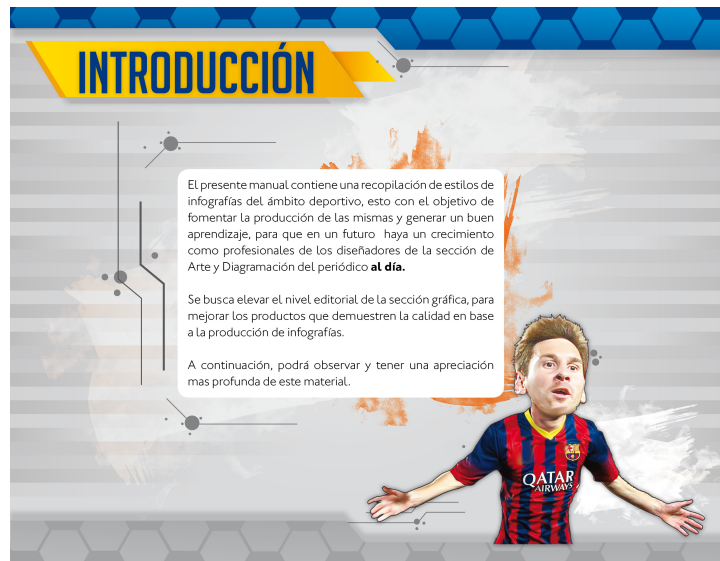 INTRODUCCIÓN
El presente manual contiene una recopilación de estilos de
infografías del ámbito deportivo, esto con el objetivo de
fomentar la producción de las mismas y generar un buen
aprendizaje, para que en un futuro  haya un crecimiento
como profesionales de los diseñadores de la sección de
Arte y Diagramación del periódico al día.
Se busca elevar el nivel editorial de la sección gráfica, para
mejorar los productos que demuestren la calidad en base
a la producción de infografías.
A continuación, podrá observar y tener una apreciación
mas profunda de este material.
QATAR
AIRWAYS